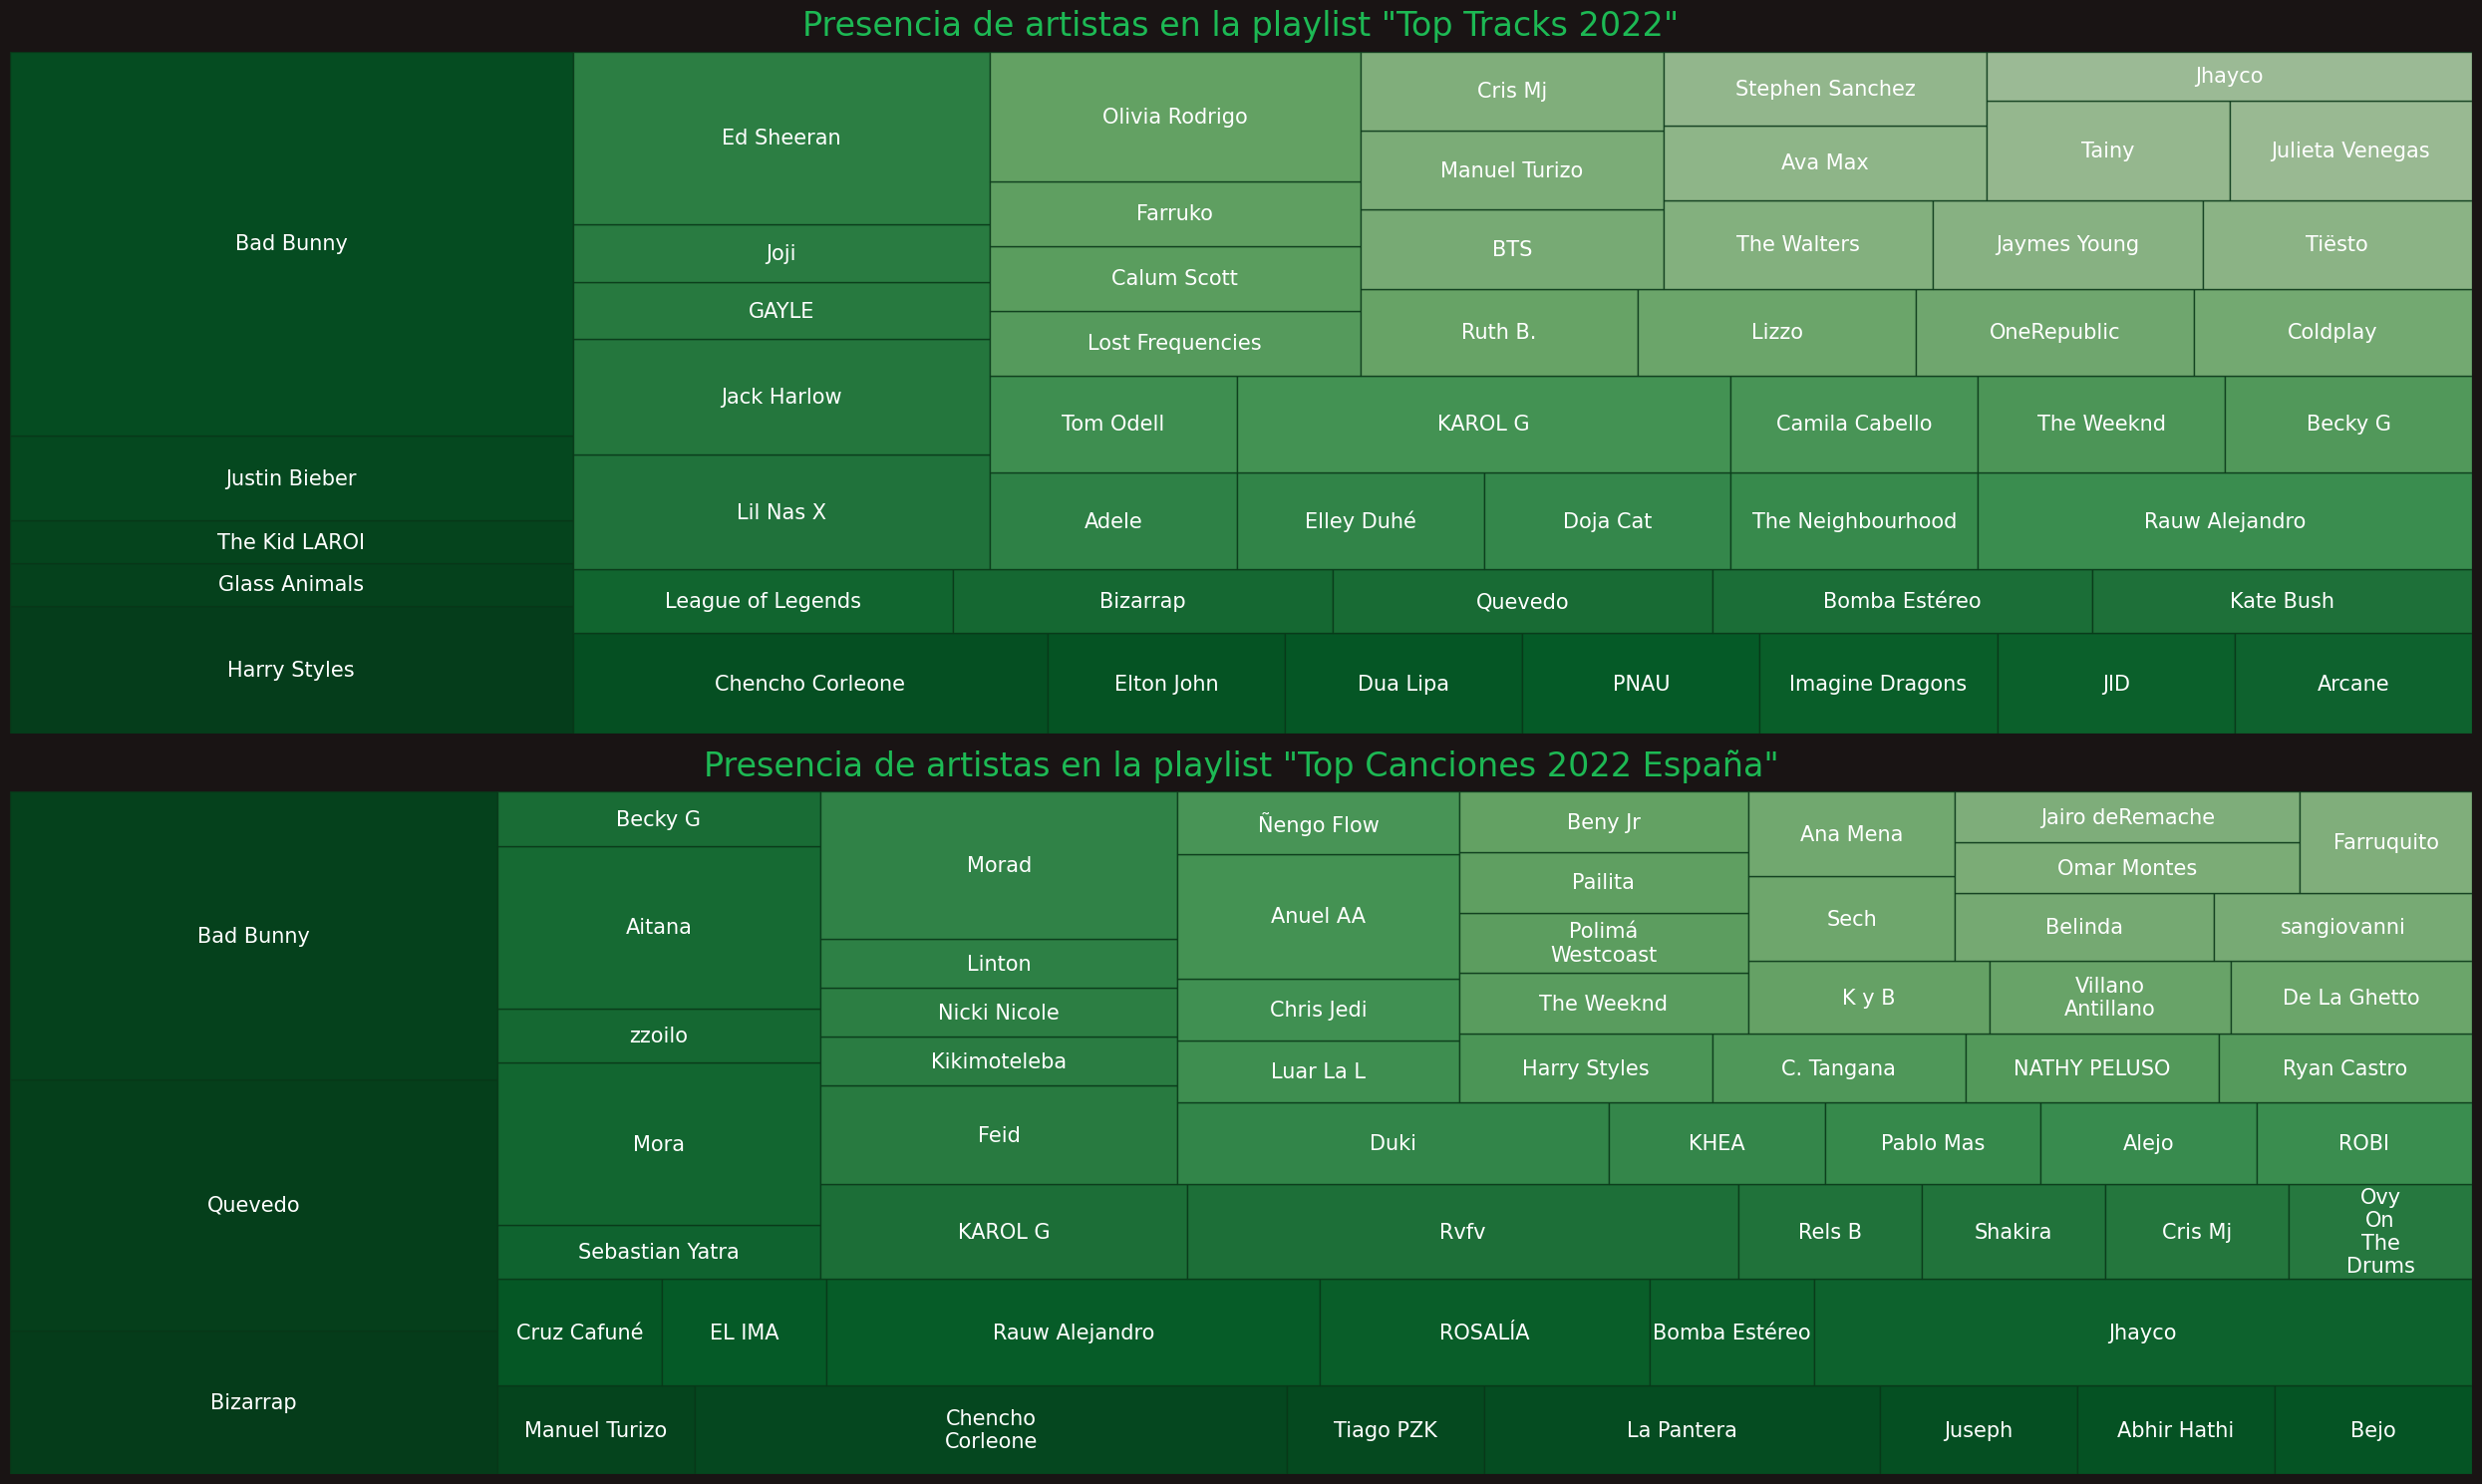 Presencia de artistas en la playlist "Top Tracks 2022"
Bad Bunny
Justin Bieber
The Kid LAROI
Glass Animals
Harry Styles
Ed Sheeran
Joji
GAYLE
Jack Harlow
Lil Nas X
Olivia Rodrigo
Farruko
Calum Scott
Lost Frequencies
Cris Mj
Manuel Turizo
BTS
Stephen Sanchez
Ava Max
Jhayco
Tainy
Julieta Venegas
The Walters
Jaymes Young
Tiësto
Ruth B.
Lizzo
OneRepublic
Coldplay
Tom Odell
KAROL G
Camila Cabello
The Weeknd
Becky G
Adele
Elley Duhé
Doja Cat
The Neighbourhood
Rauw Alejandro
League of Legends
Bizarrap
Quevedo
Bomba Estéreo
Kate Bush
Chencho Corleone
Elton John
Dua Lipa
PNAU
Imagine Dragons
JID
Arcane
Presencia de artistas en la playlist "Top Canciones 2022 España"
Bad Bunny
Quevedo
Bizarrap
Becky G
Aitana
zzoilo
Mora
Sebastian Yatra
Morad
Linton
Nicki Nicole
Kikimoteleba
Feid
Ñengo Flow
Anuel AA
Chris Jedi
Luar La L
Beny Jr
Pailita
Polimá
Westcoast
The Weeknd
Ana Mena
Sech
Jairo deRemache
Omar Montes
Farruquito
Belinda
sangiovanni
K y B
Villano
Antillano
De La Ghetto
Harry Styles
C. Tangana
NATHY PELUSO
Ryan Castro
Duki
KHEA
Pablo Mas
Alejo
ROBI
KAROL G
Rvfv
Rels B
Shakira
Cris Mj
Ovy
On
The
Drums
Cruz Cafuné
EL IMA
Rauw Alejandro
ROSALÍA
Bomba Estéreo
Jhayco
Manuel Turizo
Chencho
Corleone
Tiago PZK
La Pantera
Juseph
Abhir Hathi
Bejo